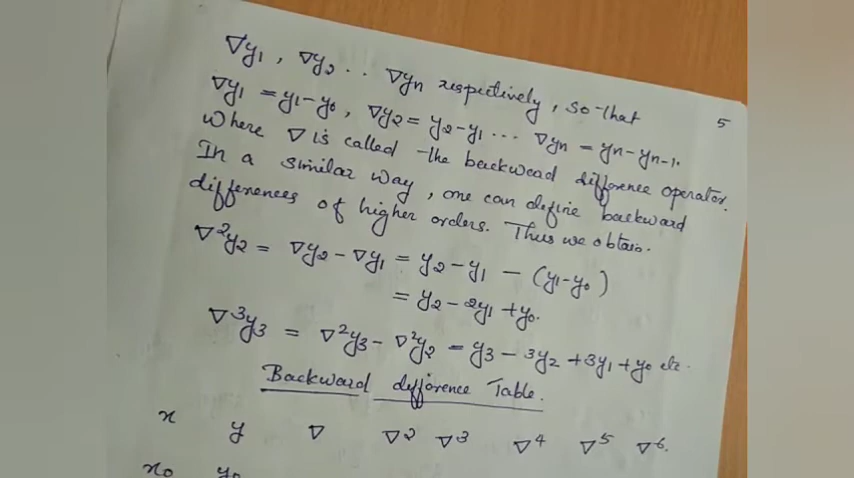 ∇y1, ∇y2 .. ∇yn respectively, so that
5
∇y1 = y1-y0, ∇y2 = y2-y1 ... ∇yn = yn-yn-1.
Where ∇ is called the backwead difference operator.
In a similar way, one can define backward
differences of higher orders. Thus we obtain.
∇²y2 = ∇y2 - ∇y1 = y2-y1 - (y1-y0)
= y2-2y1+y0.
∇³y3 = ∇²y3 - ∇²y2 = y3 - 3y2 + 3y1 + y0 etc.
Backward difference Table.
x y ∇ ∇2 ∇3 ∇4 ∇5 ∇6.
x0 y0